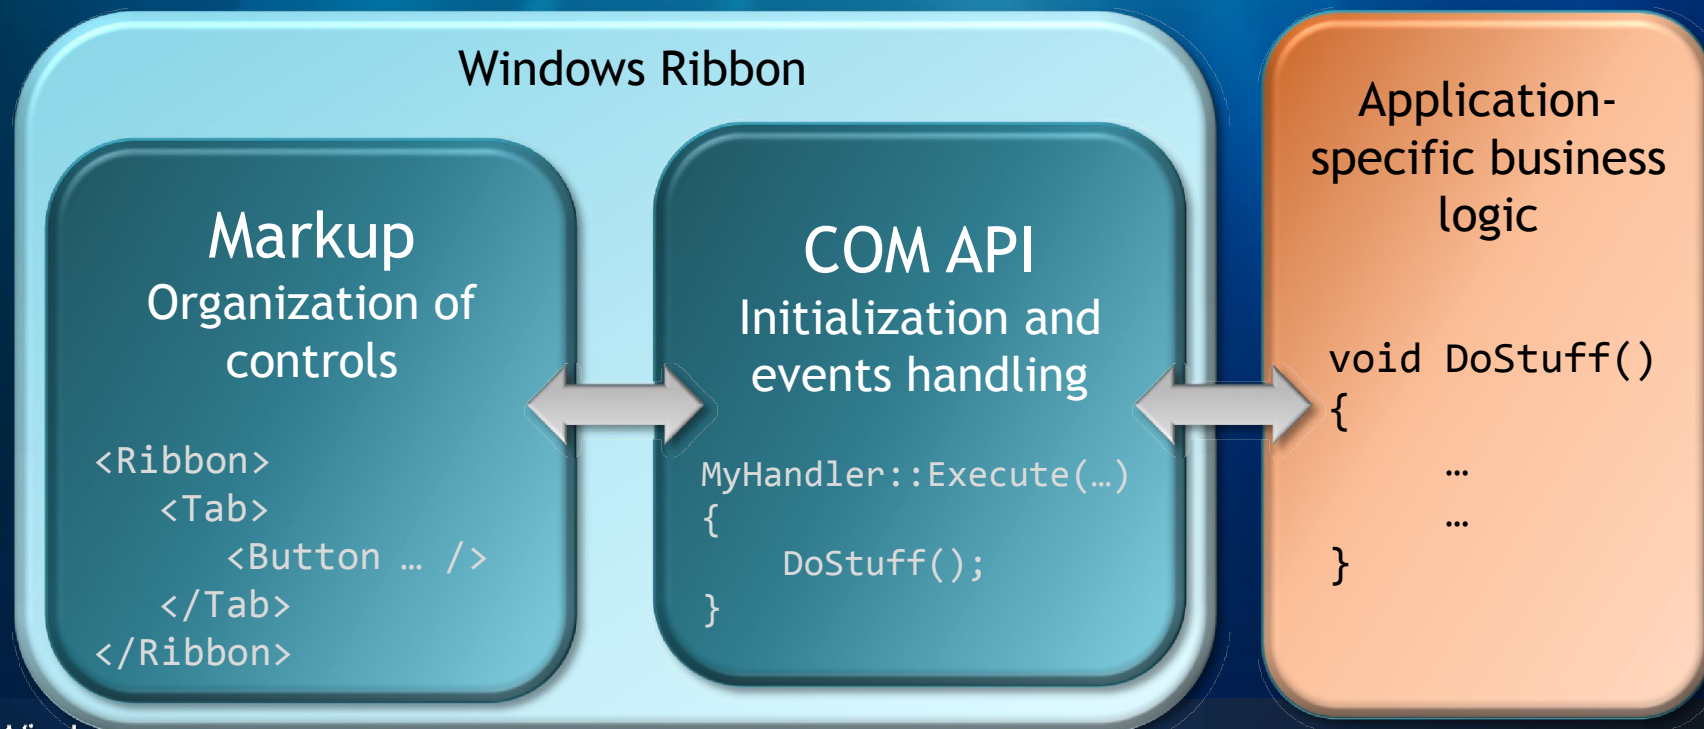 Windows Ribbon
Markup
Organization of
controls
<Ribbon>
<Tab>
<Button … />
</Tab>
</Ribbon>
COM API
Initialization and
events handling
MyHandler::Execute(…)
{
DoStuff();
}
Application-
specific business
logic
void DoStuff()
{
…
…
}